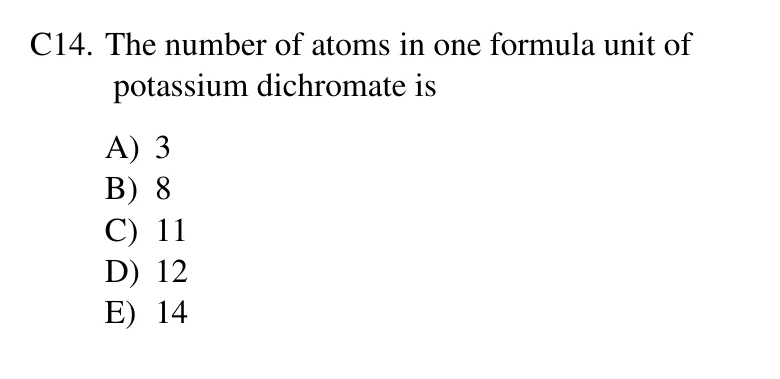 C14. The number of atoms in one formula unit of
potassium dichromate is
A) 3
B) 8
C) 11
D) 12
E) 14